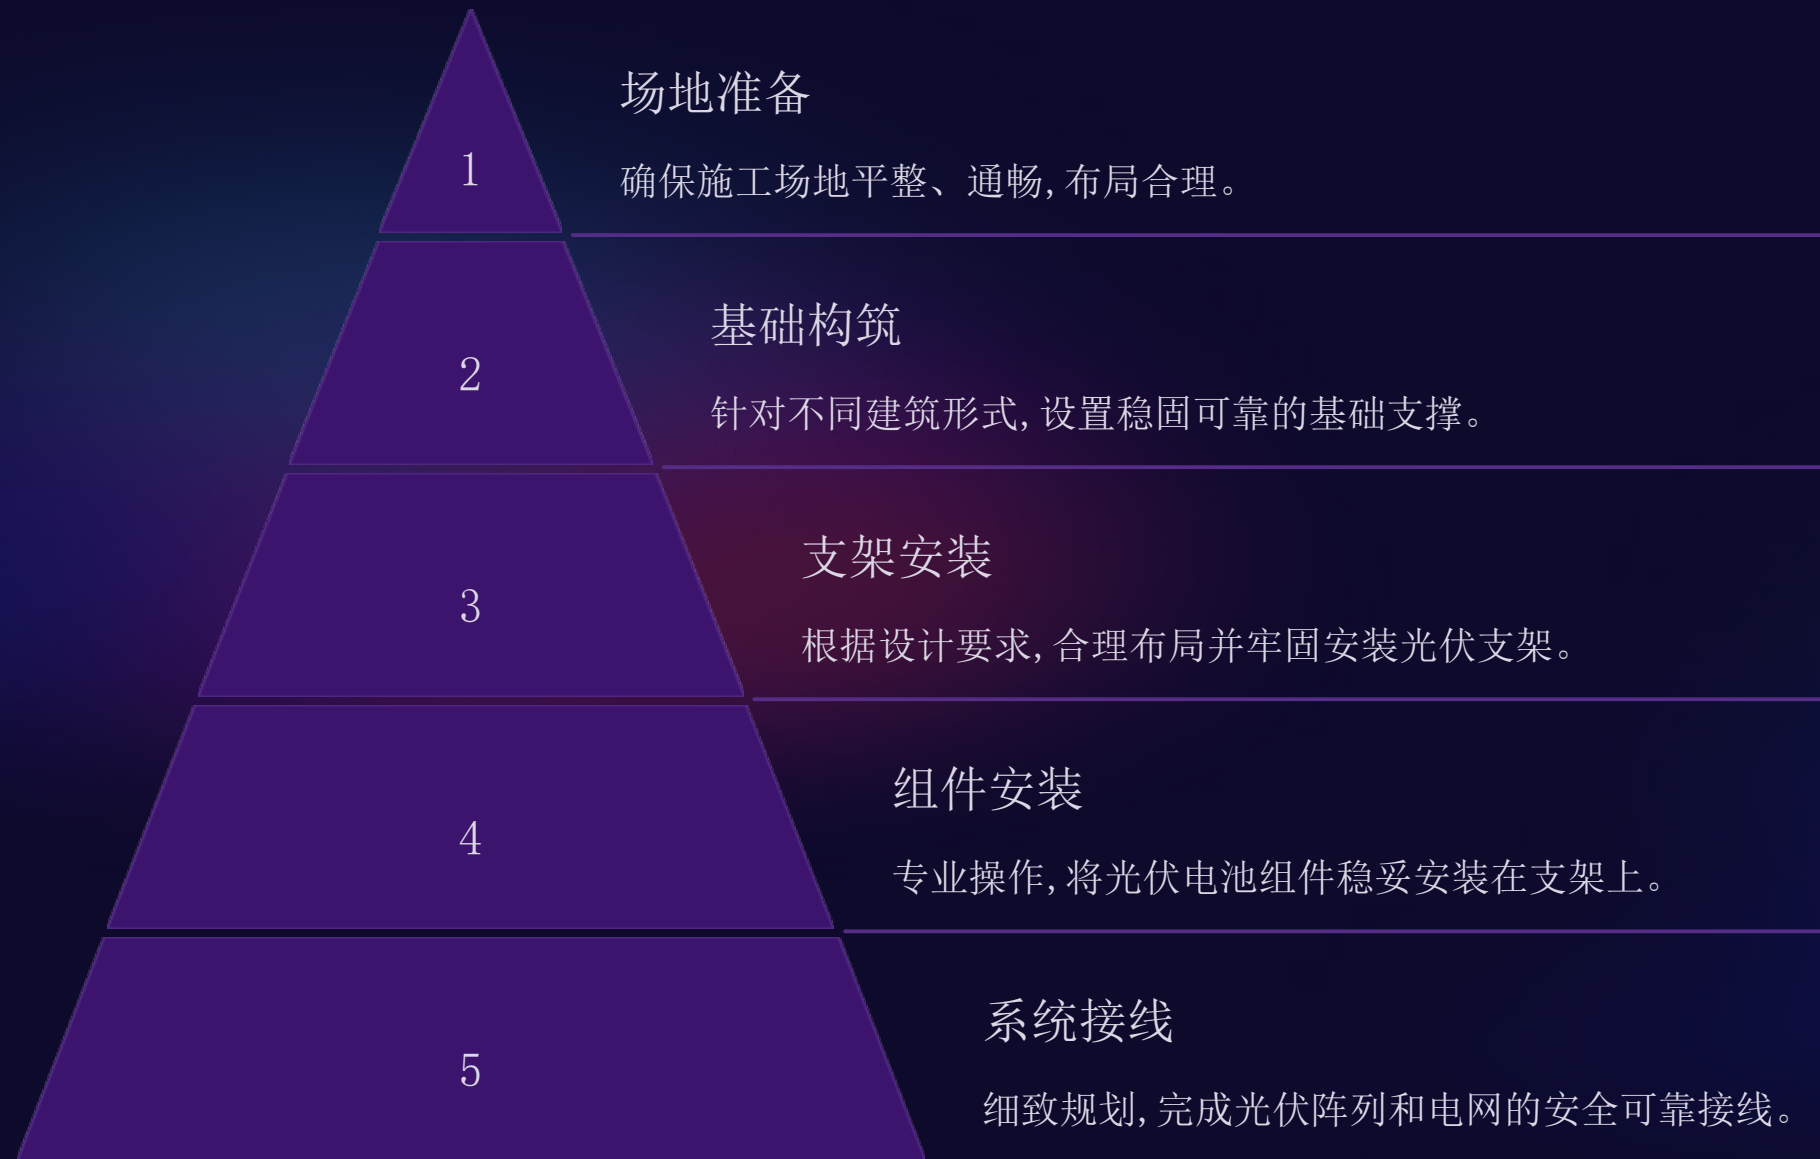 1
场地准备
确保施工场地平整、通畅,布局合理。
2
基础构筑
针对不同建筑形式,设置稳固可靠的基础支撑。
3
支架安装
根据设计要求,合理布局并牢固安装光伏支架。
4
组件安装
专业操作,将光伏电池组件稳妥安装在支架上。
5
系统接线
细致规划,完成光伏阵列和电网的安全可靠接线。